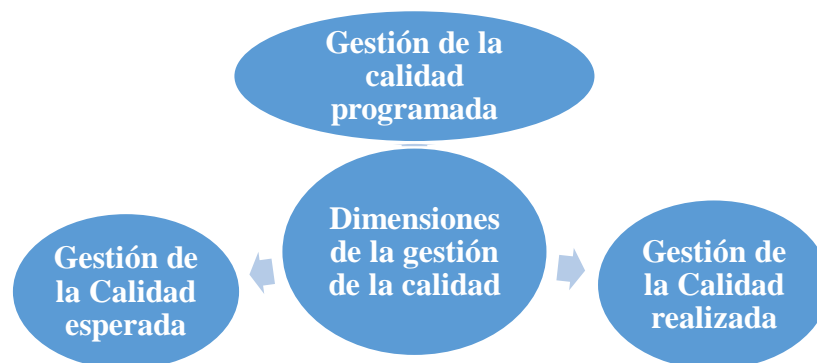 Gestión de la
calidad
programada
Dimensiones
de la gestión
de la calidad
Gestión de
la Calidad
esperada
Gestión de
la Calidad
realizada